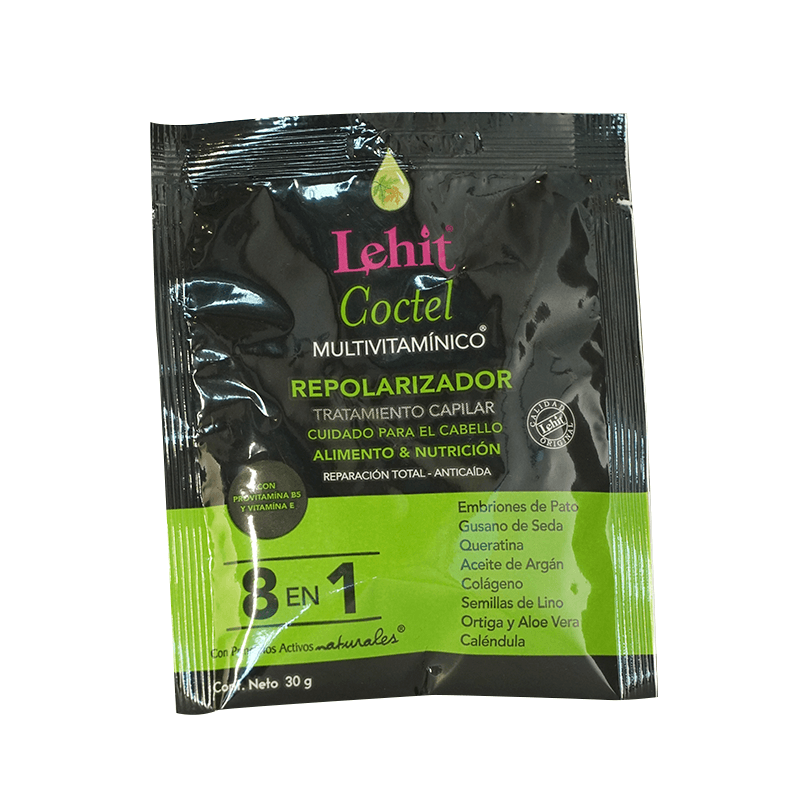 Lehit®
Coctel
MULTIVITAMÍNICO®
REPOLARIZADOR
TRATAMIENTO CAPILAR
CUIDADO PARA EL CABELLO
ALIMENTO & NUTRICIÓN
REPARACIÓN TOTAL - ANTICAÍDA
CALIDAD
Lehit
ORIGINAL
CON
PROVITAMINA B5
Y VITAMINA E
8 EN 1
Con Activos naturales®
Cont. Neto 30 g
Embriones de Pato
Gusano de Seda
Queratina
Aceite de Argán
Colágeno
Semillas de Lino
Ortiga y Aloe Vera
Caléndula